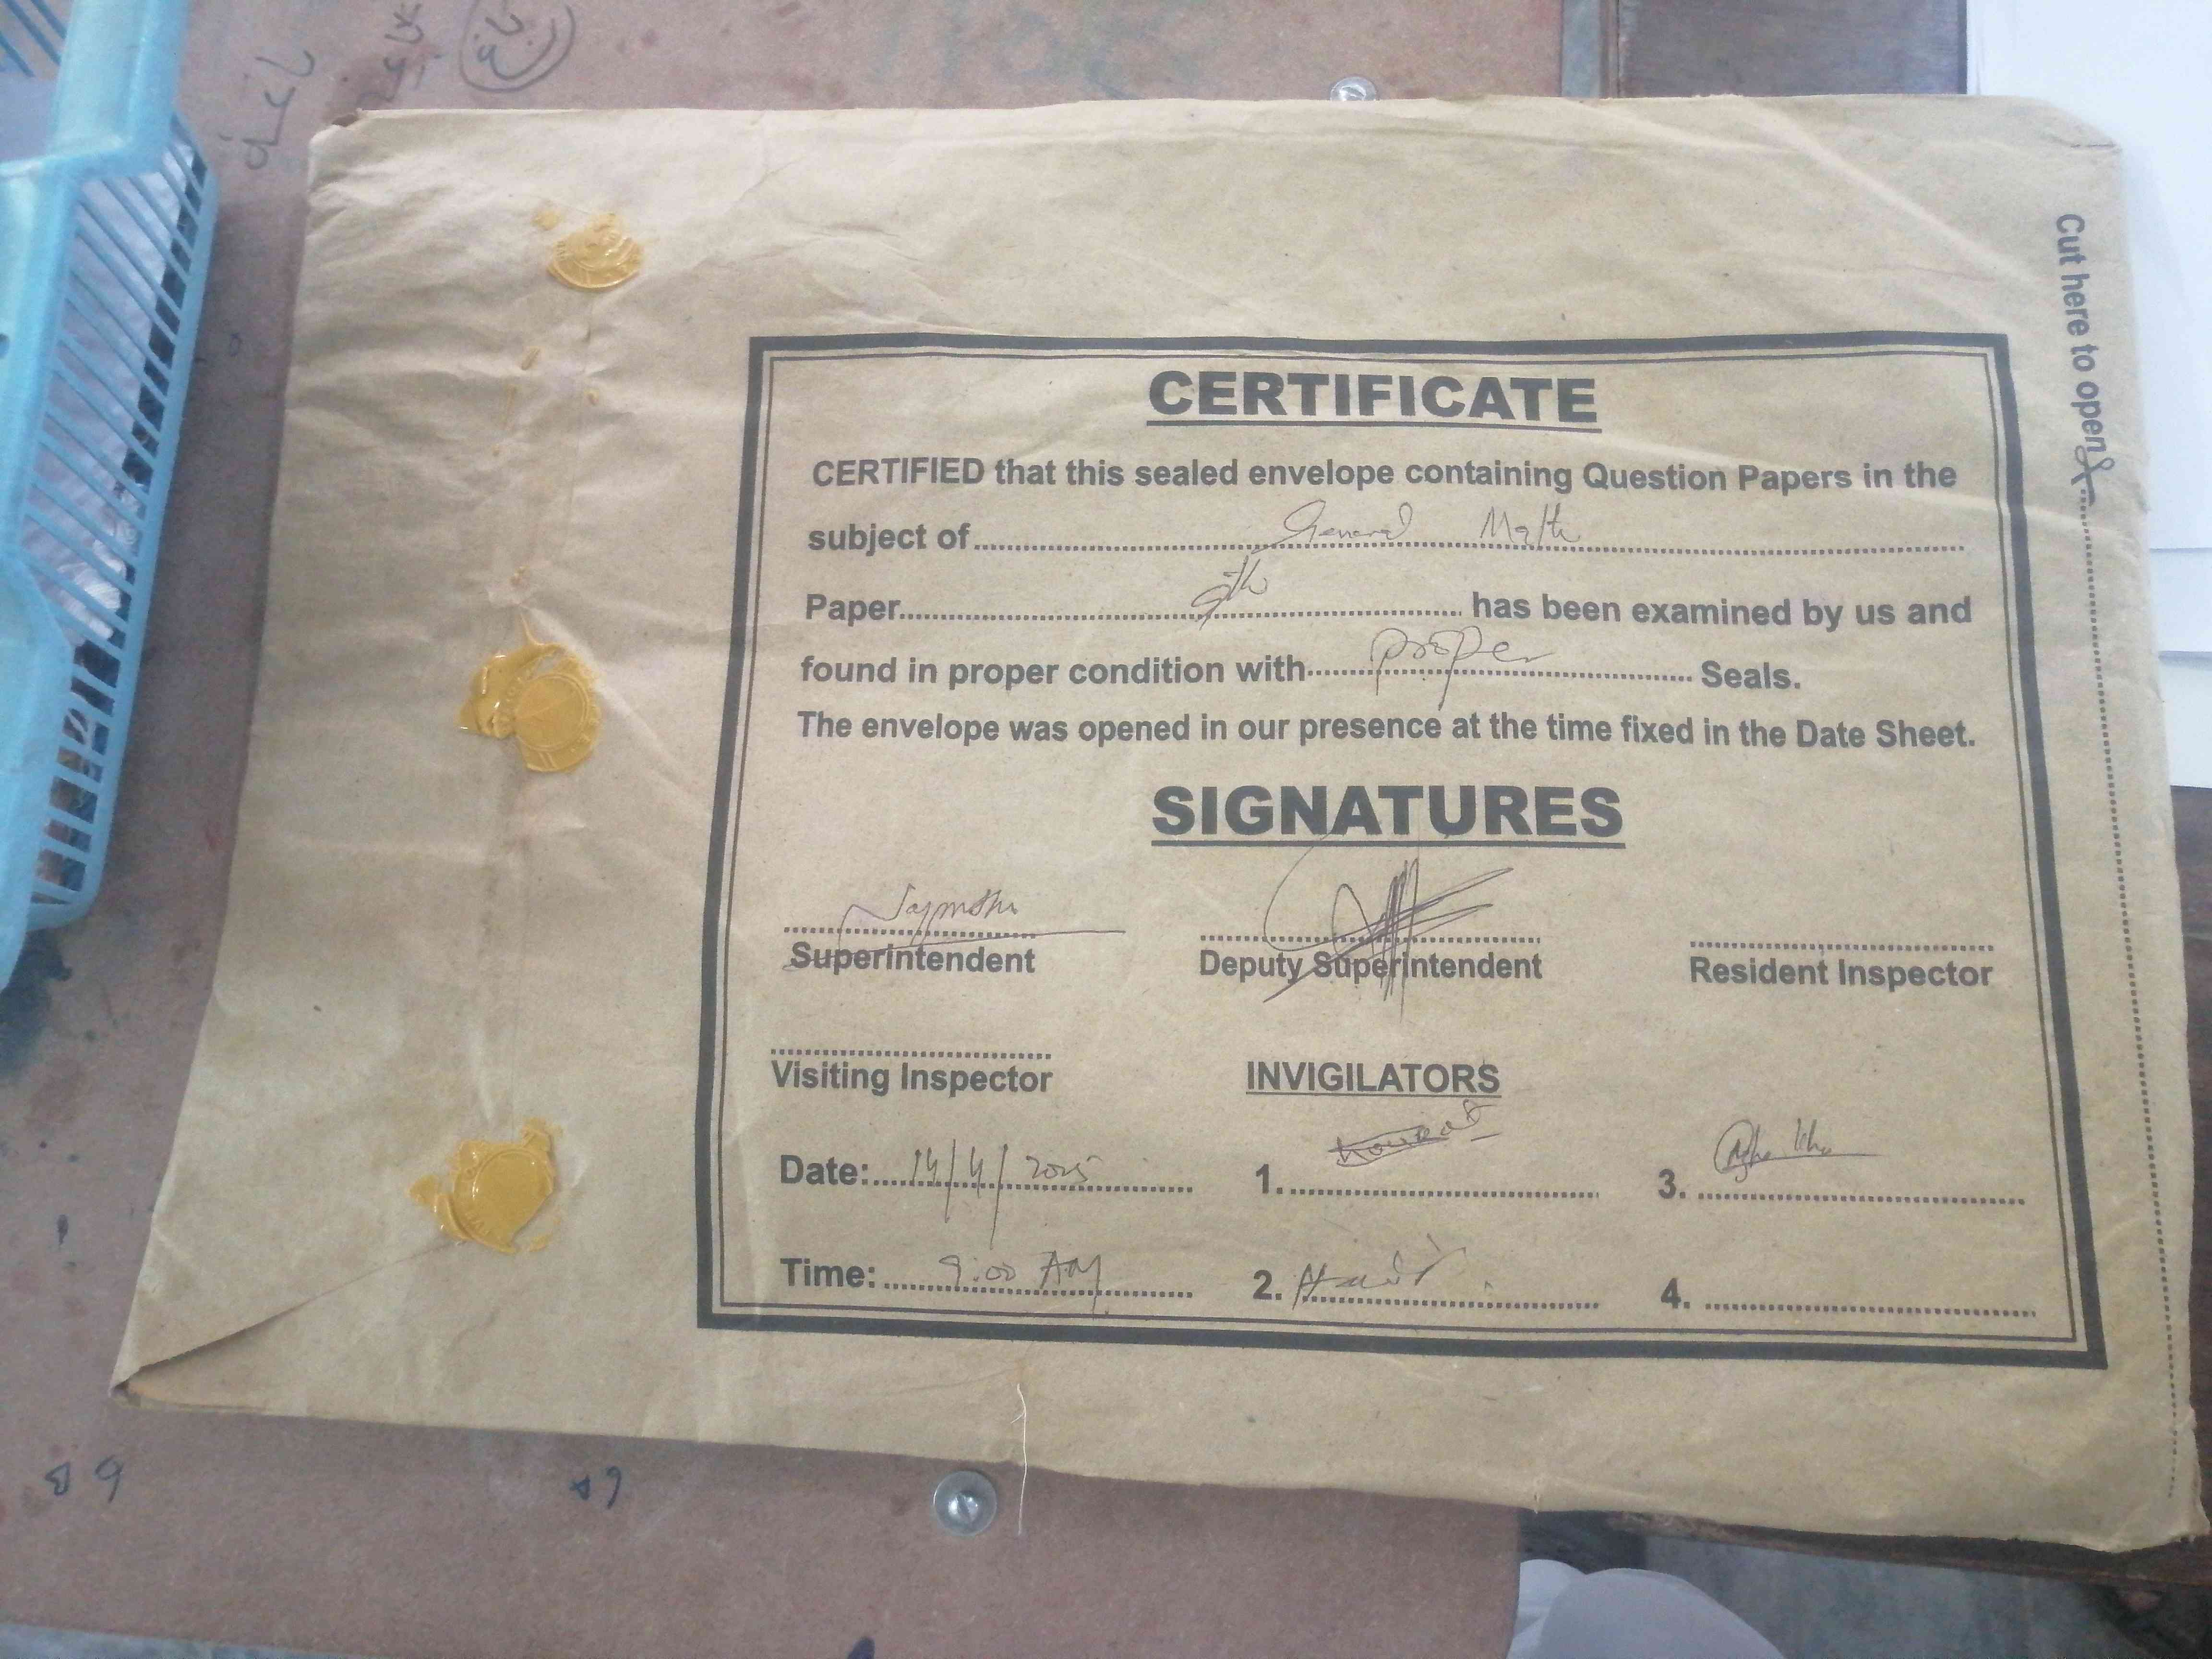 CERTIFICATE
CERTIFIED that this sealed envelope containing Question Papers in the
subject of General Math
Paper 9th has been examined by us and
found in proper condition with proper Seals.
The envelope was opened in our presence at the time fixed in the Date Sheet.
SIGNATURES
Superintendent Deputy Superintendent Resident Inspector
Visiting Inspector INVIGILATORS
Date: 14/4/2025 1. 3.
Time: 9:00 AM 2. 4.
Cut here to open
6B
6A